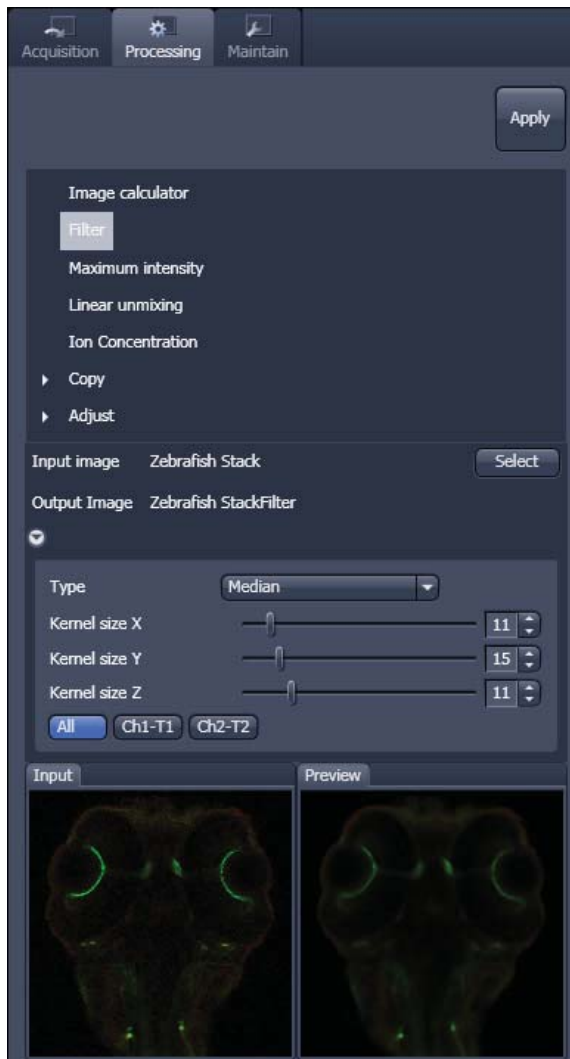 Acquisition Processing Maintain
Apply
Image calculator
Filter
Maximum intensity
Linear unmixing
Ion Concentration
Copy
Adjust
Input image Zebrafish Stack Select
Output Image Zebrafish StackFilter
Type Median
Kernel size X 11
Kernel size Y 15
Kernel size Z 11
All Ch1-T1 Ch2-T2
Input Preview